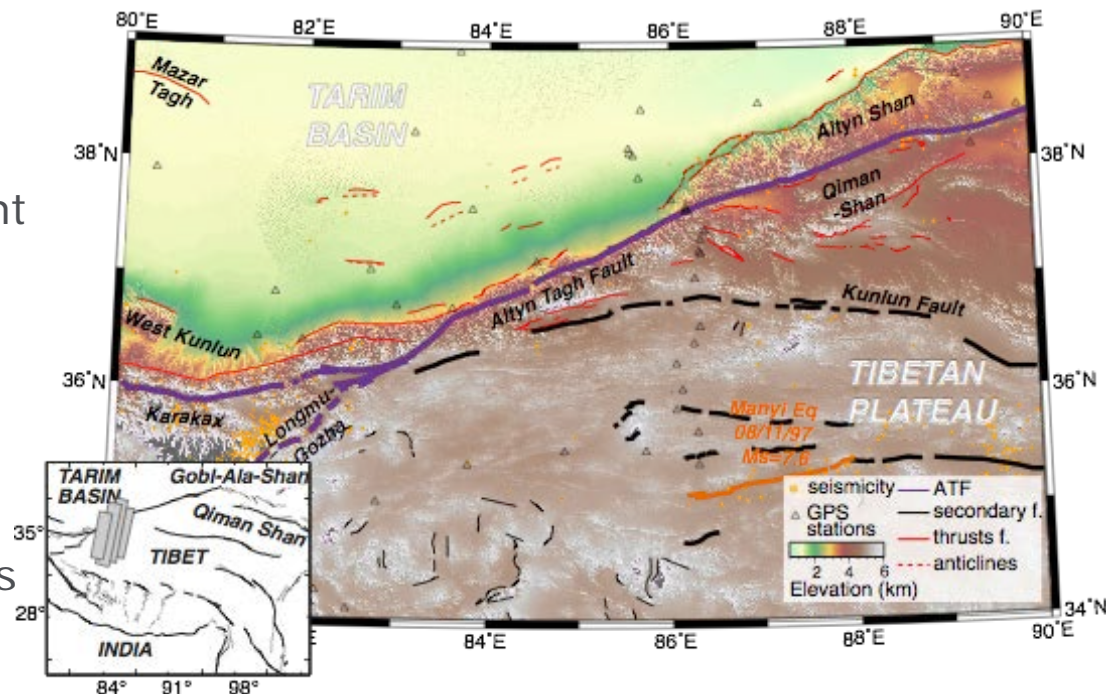 80°E
82°E
84°E
86°E
88°E
90°E
Mazar
Tagh
TARIM
BASIN
Altyn Shan
38°N
38°N
Qiman
-Shan
nt
Altyn Tagh Fault
Kunlun Fault
West Kunlun
36°N
36°N
TIBETAN
PLATEAU
Karakax
Longmu-
Gozha
Manyi Eq
08/11/97
Ms=7.6
TARIM
BASIN
Gobl-Ala-Shan
Qiman Shan
35°
TIBET
s
28°
INDIA
84° 91° 98°
seismicity
GPS
stations
2 4 6
Elevation (km)
ATF
secondary f.
thrusts f.
anticlines
34°N
84°E
86°E
88°E
90°E